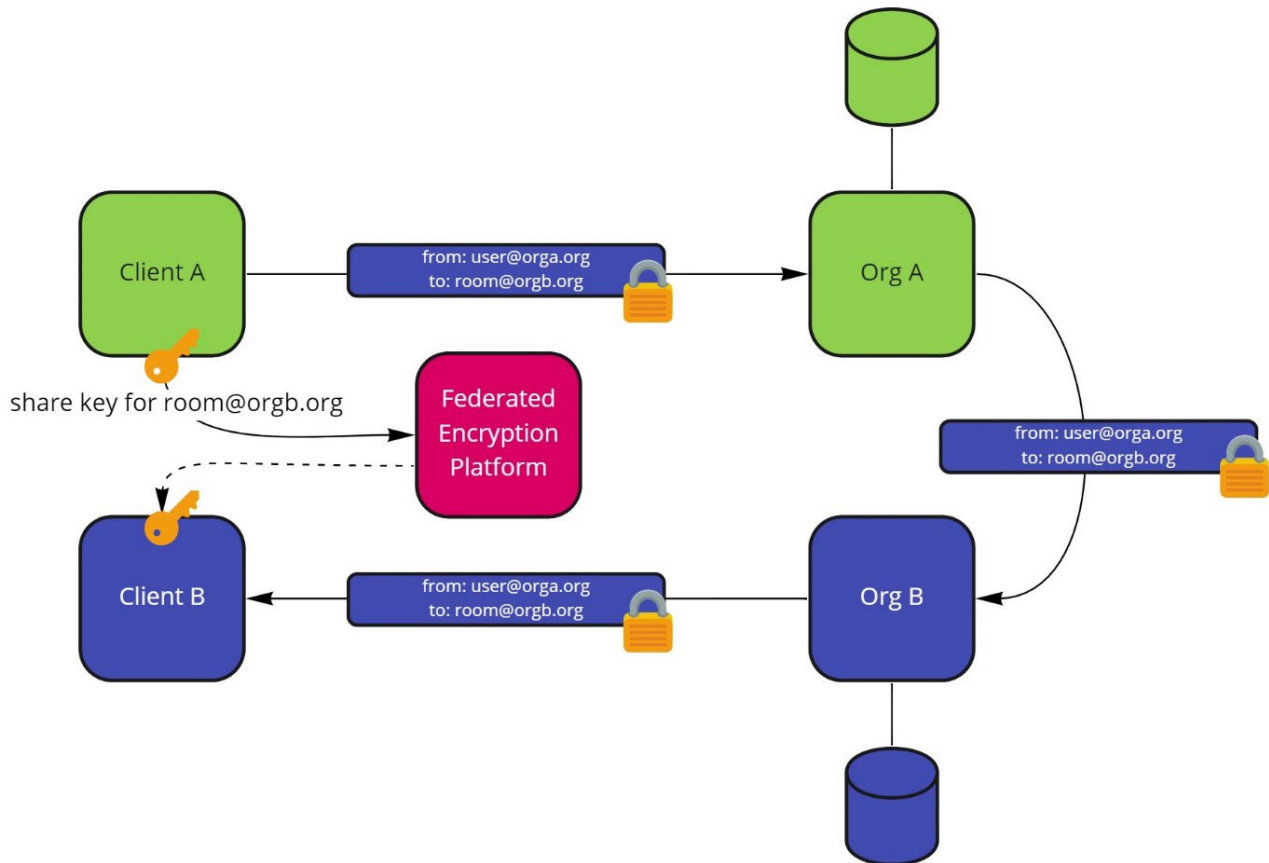 Client A
from: user@orga.org
to: room@orgb.org
Org A
share key for room@orgb.org
Federated
Encryption
Platform
from: user@orga.org
to: room@orgb.org
Client B
from: user@orga.org
to: room@orgb.org
Org B